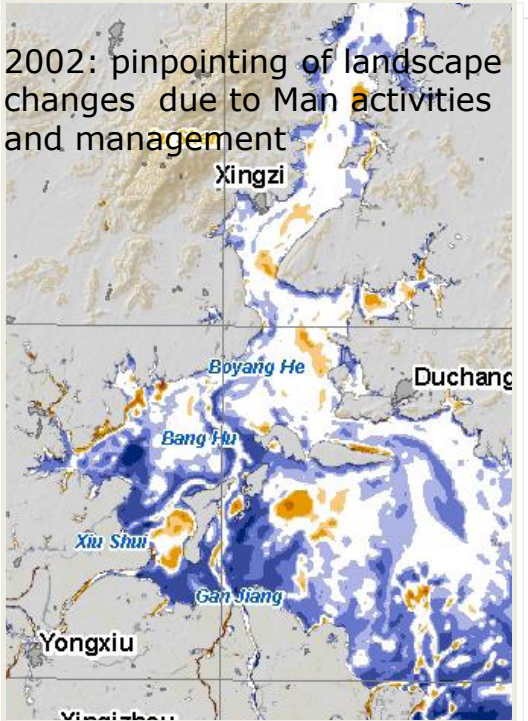 2002: pinpointing of landscape
changes due to Man activities
and management
Xingzi
Boyang He
Duchang
Bang Hu
Xiu Shui
Gan Jiang
Yongxiu